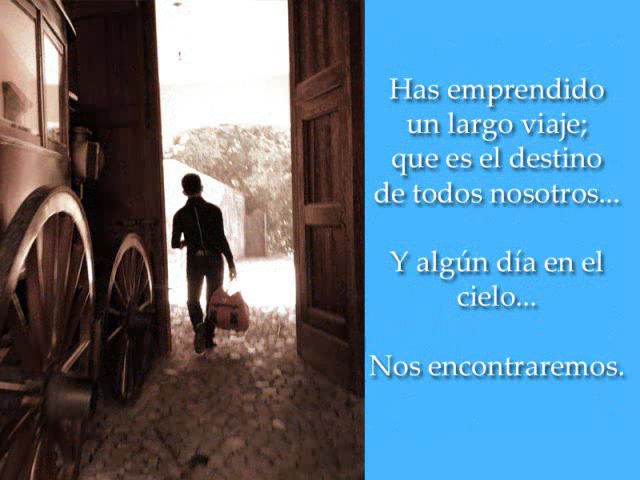 Has emprendido
un largo viaje;
que es el destino
de todos nosotros...
Y algún día en el
cielo...
Nos encontraremos.